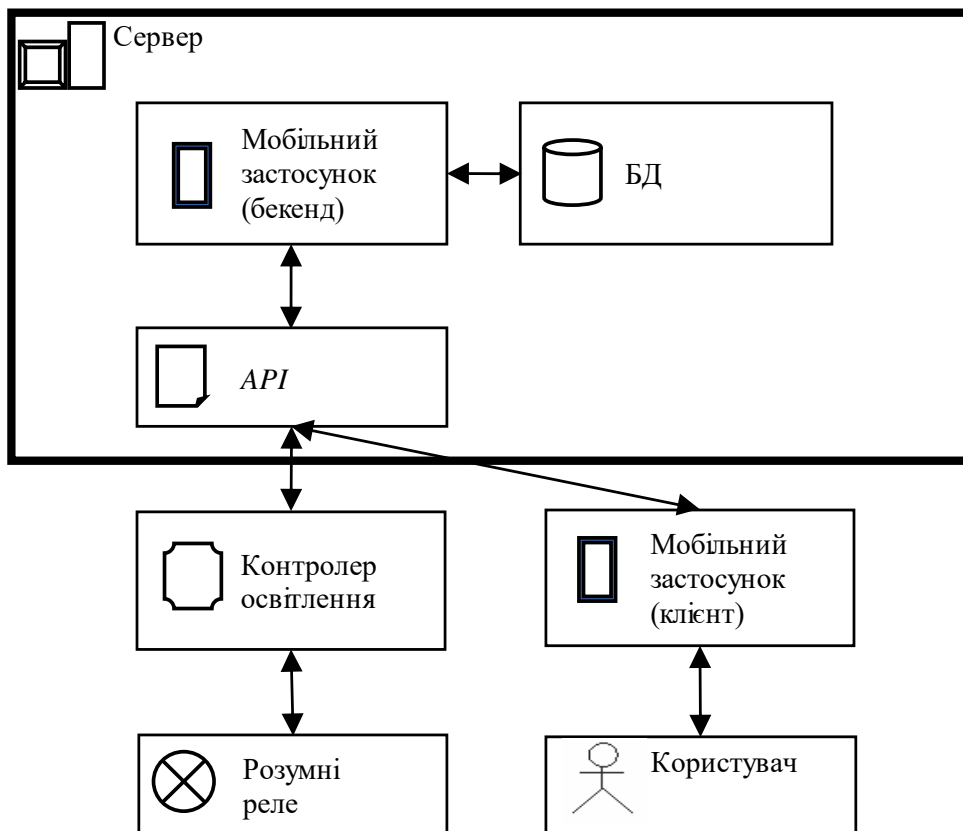 Сервер
Мобільний
застосунок
(бекенд)
БД
API
Контролер
освітлення
Мобільний
застосунок
(клієнт)
Розумні
реле
Користувач